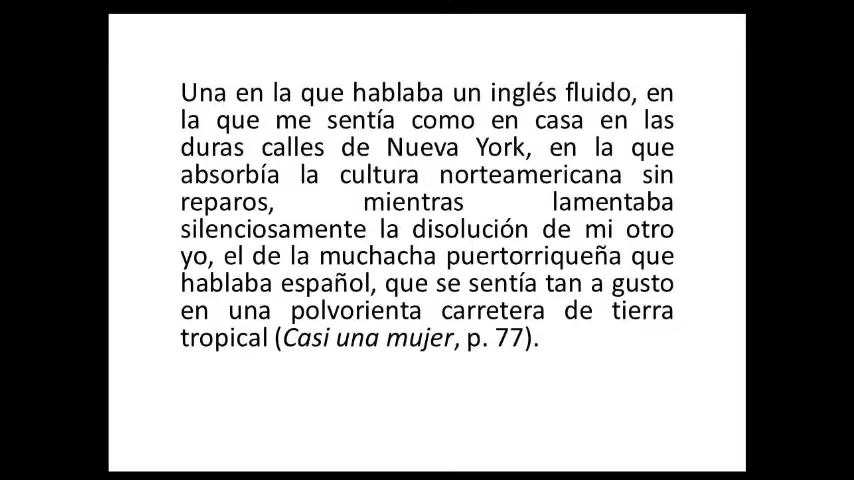 Una en la que hablaba un inglés fluido, en
la que me sentía como en casa en las
duras calles de Nueva York, en la que
absorbía la cultura norteamericana sin
reparos, mientras lamentaba
silenciosamente la disolución de mi otro
yo, el de la muchacha puertorriqueña que
hablaba español, que se sentía tan a gusto
en una polvorienta carretera de tierra
tropical (Casi una mujer, p. 77).